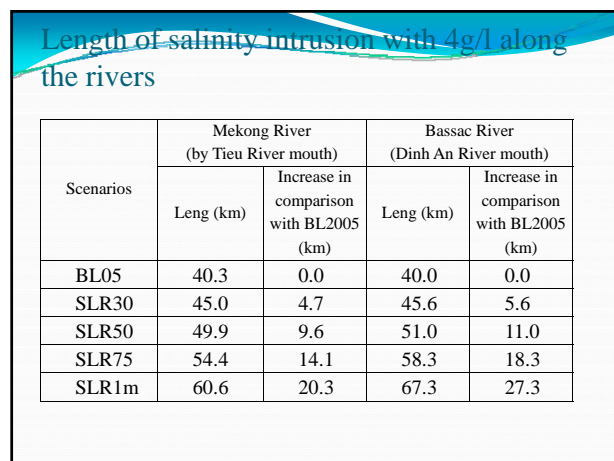 Length of salinity intrusion with 4g/l along
the rivers
Scenarios
Mekong River
(by Tieu River mouth)
Bassac River
(Dinh An River mouth)
Leng (km)
Increase in
comparison
with BL2005
(km)
Leng (km)
Increase in
comparison
with BL2005
(km)
BL05 40.3 0.0 40.0 0.0
SLR30 45.0 4.7 45.6 5.6
SLR50 49.9 9.6 51.0 11.0
SLR75 54.4 14.1 58.3 18.3
SLR1m 60.6 20.3 67.3 27.3